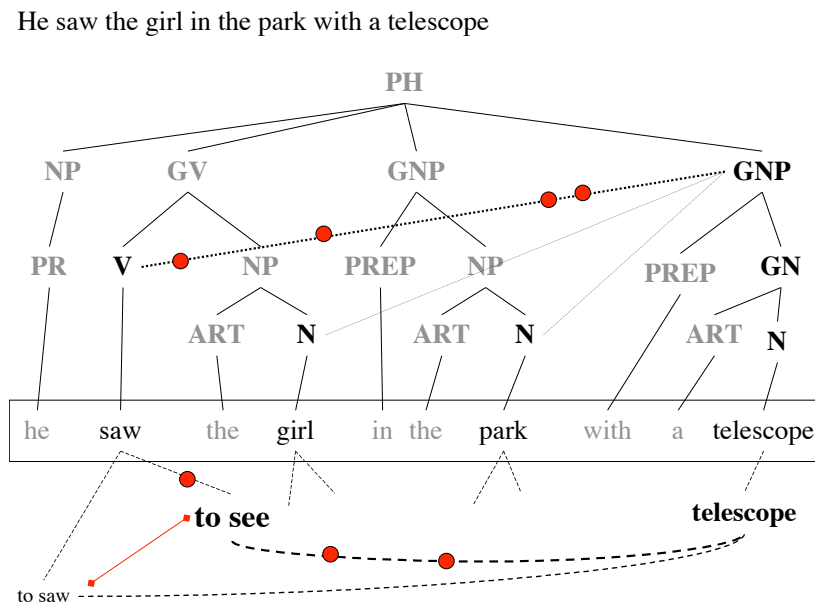 He saw the girl in the park with a telescope
PH
NP GV GNP GNP
PR V NP PREP NP PREP GN
ART N ART N ART N
he saw the girl in the park with a telescope
to see telescope
to saw